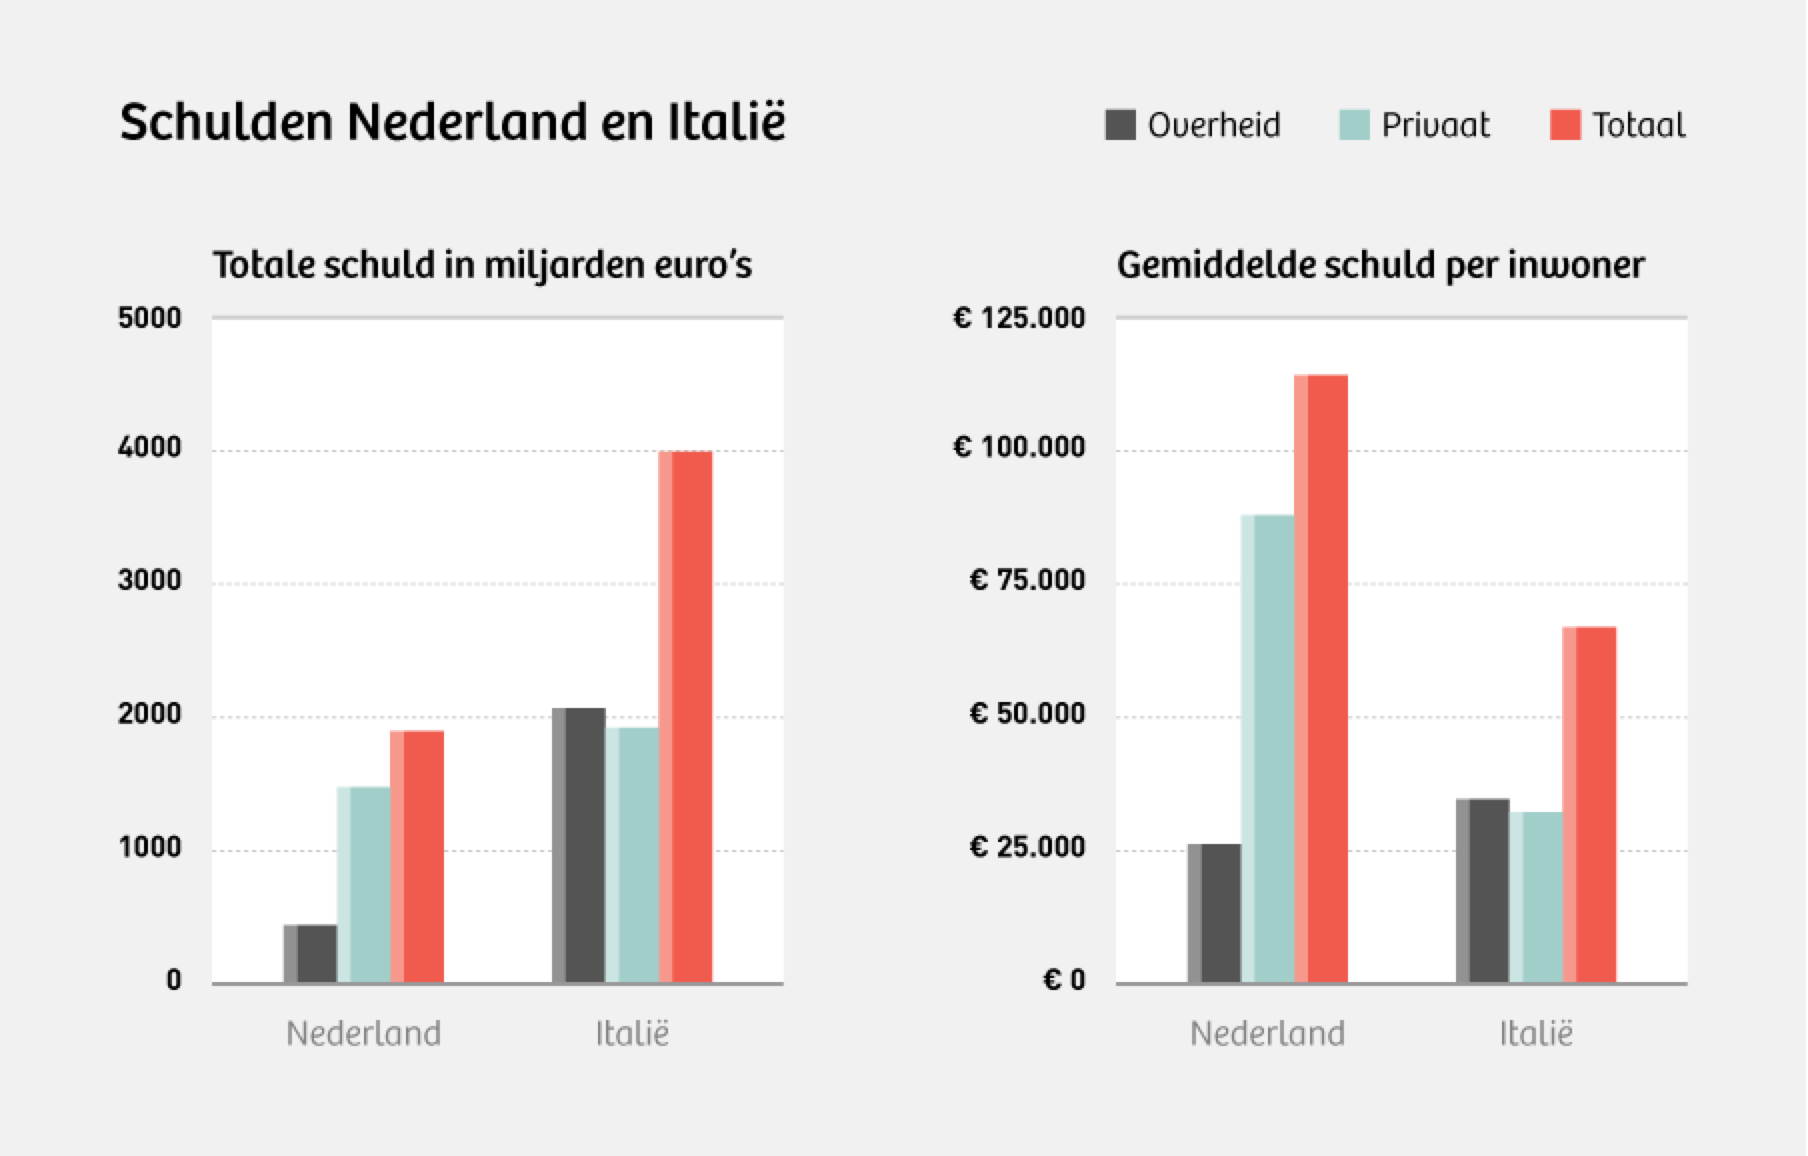 Schulden Nederland en Italië
Overheid Privaat Totaal
Totale schuld in miljarden euro's
5000
4000
3000
2000
1000
0
Nederland Italië
Gemiddelde schuld per inwoner
€ 125.000
€ 100.000
€ 75.000
€ 50.000
€ 25.000
€ 0
Nederland Italië